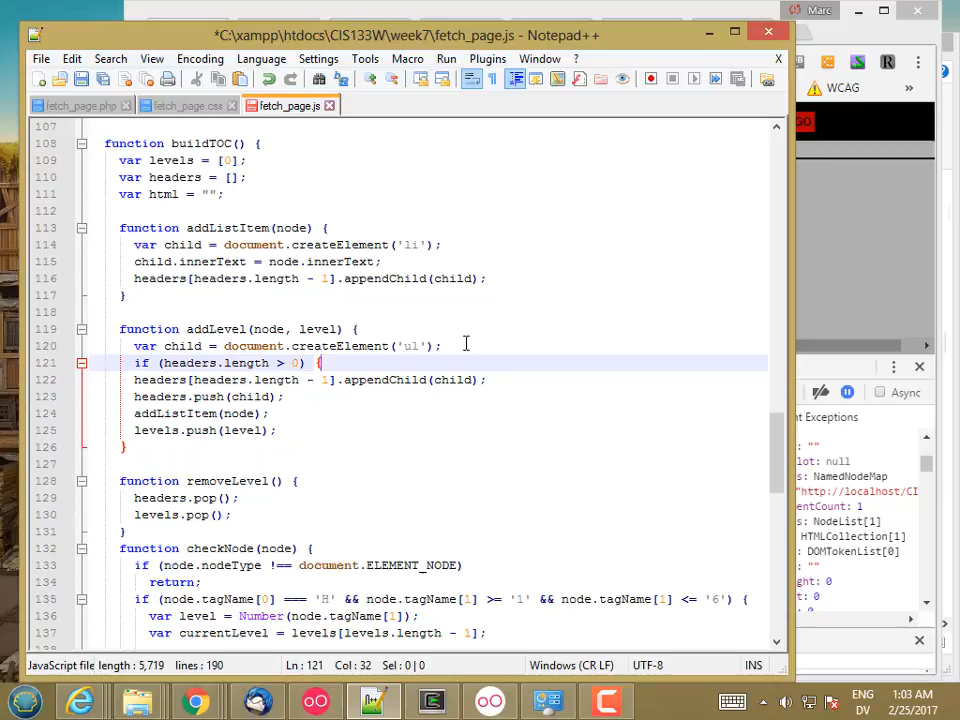 Marc
*C:\xampp\htdocs\CIS133W\week7\fetch_page.js - Notepad++
File Edit Search View Encoding Language Settings Tools Macro Run Plugins Window ? X
fetch_page.php fetch_page.css fetch_page.js
WCAG »
GO
107
108 function buildTOC() {
109 var levels = [0];
110 var headers = [];
111 var html = "";
112
113 function addListItem(node) {
114 var child = document.createElement('li');
115 child.innerText = node.innerText;
116 headers[headers.length - 1].appendChild(child);
117 }
118
119 function addLevel(node, level) {
120 var child = document.createElement('ul');
121 if (headers.length > 0) {
122 headers[headers.length - 1].appendChild(child);
123 headers.push(child);
124 addListItem(node);
125 levels.push(level);
126 }
127
128 function removeLevel() {
129 headers.pop();
130 levels.pop();
131 }
132 function checkNode(node) {
133 if (node.nodeType !== document.ELEMENT_NODE)
134 return;
135 if (node.tagName[0] === 'H' && node.tagName[1] >= '1' && node.tagName[1] <= '6') {
136 var level = Number(node.tagName[1]);
137 var currentLevel = levels[levels.length - 1];
Async
t Exceptions
: ""
lot: null
s: NamedNodeMap
"http://localhost/CI
entCount: 1
s: NodeList[1]
HTMLCollection[1]
: DOMTokenList[0]
: ""
ght: 0
t: 0
: 0
JavaScript file length : 5,719 lines : 190 Ln : 121 Col : 32 Sel : 0 | 0 Windows (CR LF) UTF-8 INS
ENG
DV
1:03 AM
2/25/2017